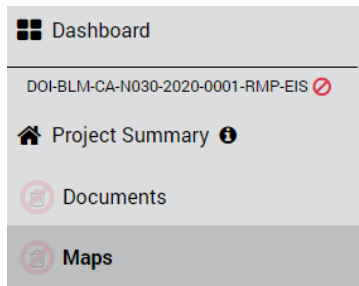 Dashboard
DOI-BLM-CA-N030-2020-0001-RMP-EIS
Project Summary
Documents
Maps